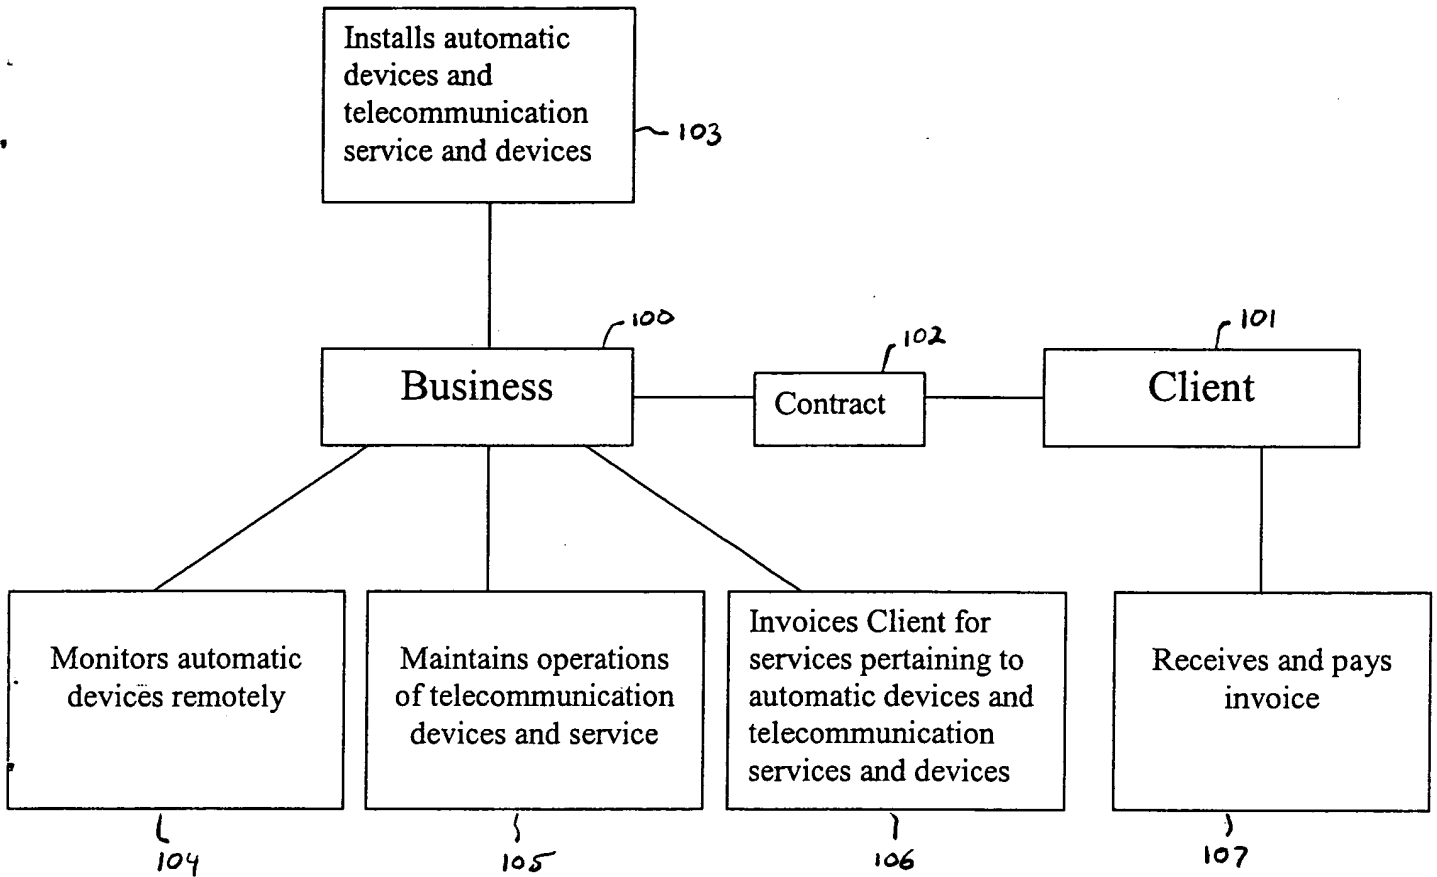 Installs automatic
devices and
telecommunication
service and devices
103
100
Business
102
Contract
101
Client
Monitors automatic
devices remotely
104
Maintains operations
of telecommunication
devices and service
105
Invoices Client for
services pertaining to
automatic devices and
telecommunication
services and devices
106
Receives and pays
invoice
107